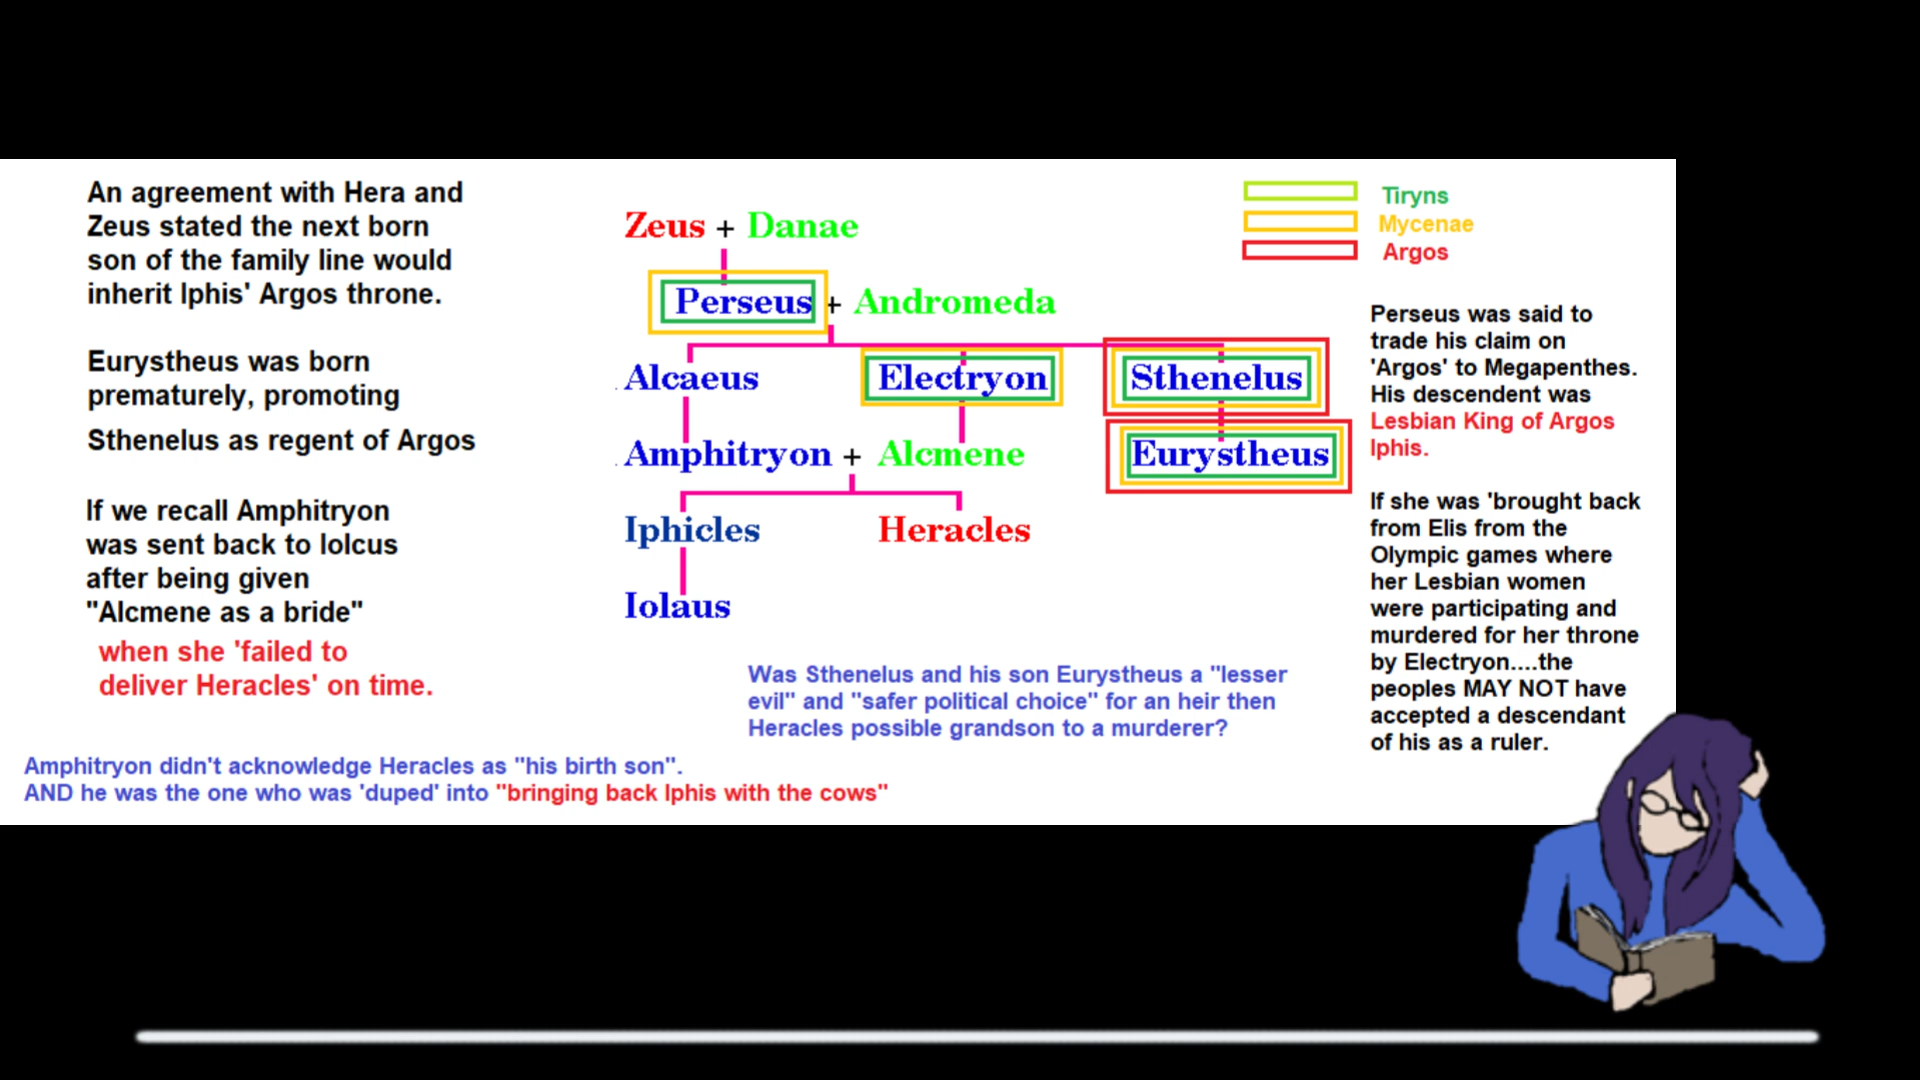 An agreement with Hera and
Zeus stated the next born
son of the family line would
inherit Iphis' Argos throne.
Eurystheus was born
prematurely, promoting
Sthenelus as regent of Argos
If we recall Amphitryon
was sent back to Iolcus
after being given
"Alcmene as a bride"
when she 'failed to
deliver Heracles' on time.
Zeus + Danae
Perseus + Andromeda
Alcaeus Electryon Sthenelus
Amphitryon + Alcmene Eurystheus
Iphicles Heracles
Iolaus
Tiryns
Mycenae
Argos
Perseus was said to
trade his claim on
'Argos' to Megapenthes.
His descendent was
Lesbian King of Argos
Iphis.
If she was 'brought back
from Elis from the
Olympic games where
her Lesbian women
were participating and
murdered for her throne
by Electryon....the
peoples MAY NOT have
accepted a descendant
of his as a ruler.
Was Sthenelus and his son Eurystheus a "lesser
evil" and "safer political choice" for an heir then
Heracles possible grandson to a murderer?
Amphitryon didn't acknowledge Heracles as "his birth son".
AND he was the one who was 'duped' into "bringing back Iphis with the cows"